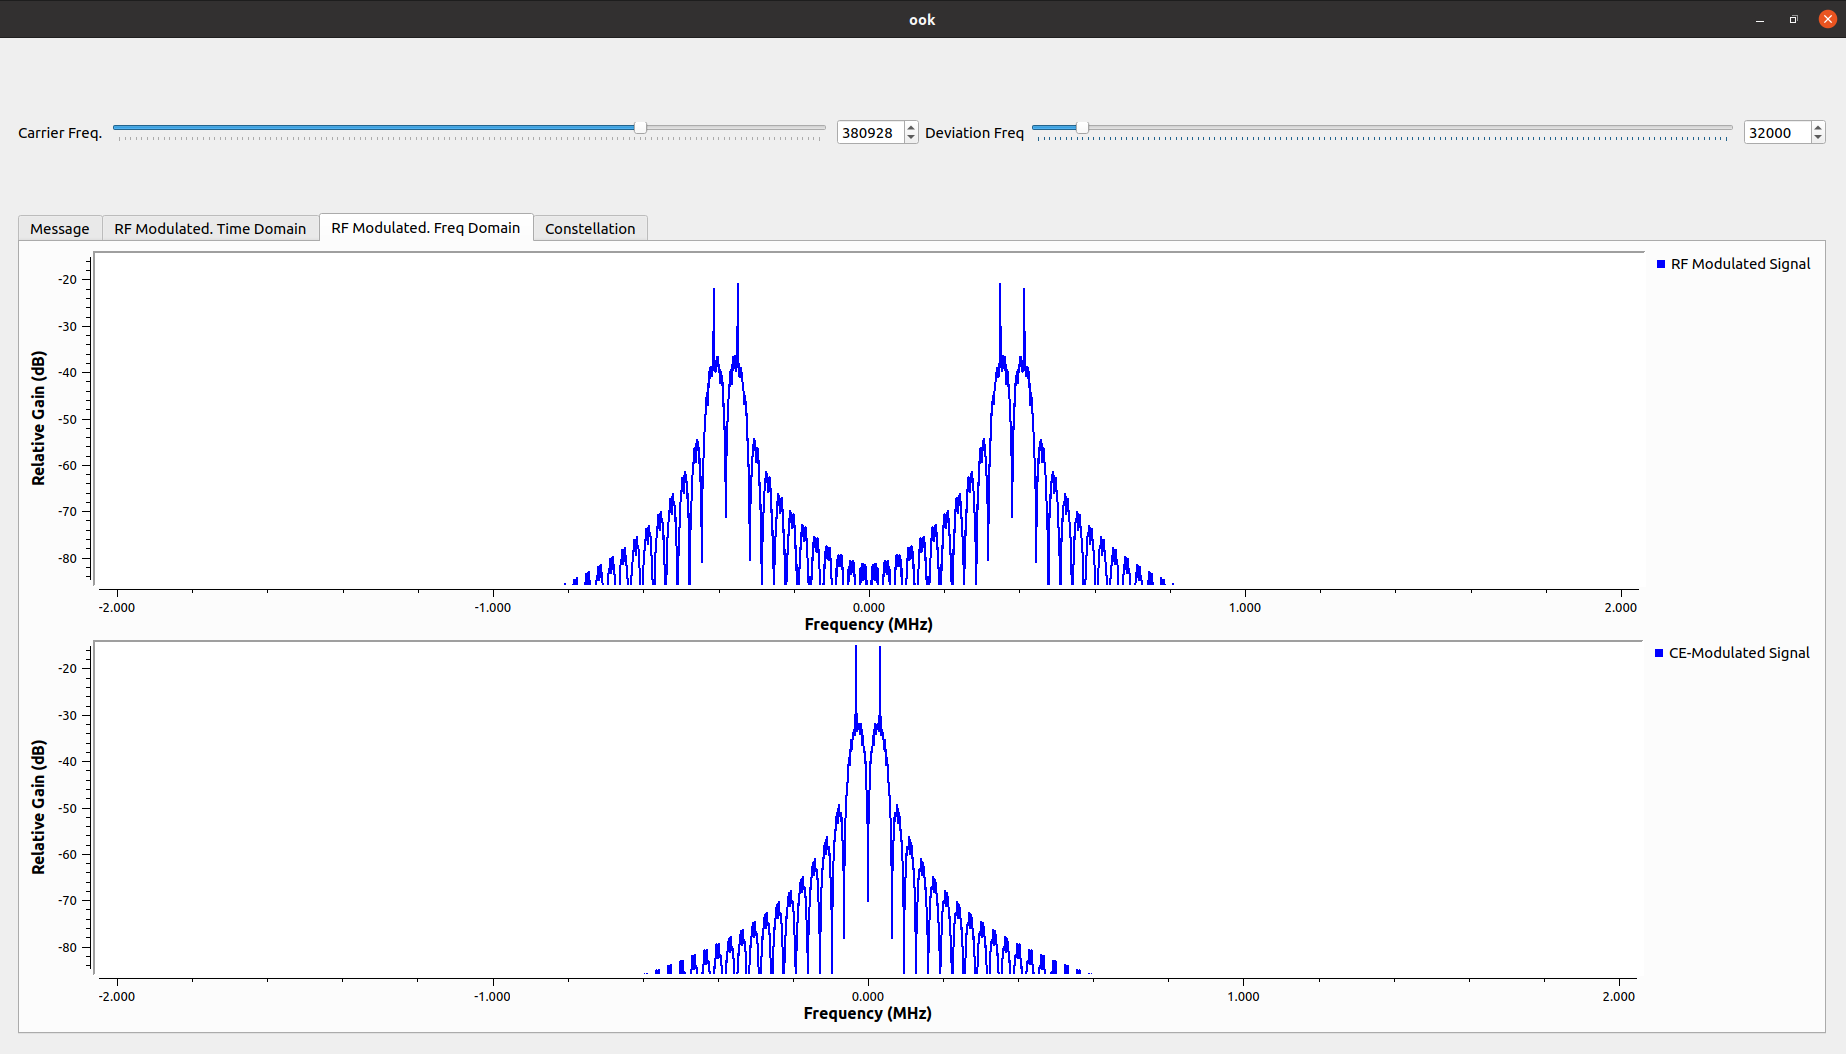 ook
Carrier Freq. 380928 Deviation Freq 32000
Message RF Modulated. Time Domain RF Modulated. Freq Domain Constellation
RF Modulated Signal
Relative Gain (dB)
-20
-30
-40
-50
-60
-70
-80
-2.000 -1.000 0.000 1.000 2.000
Frequency (MHz)
CE-Modulated Signal
Relative Gain (dB)
-20
-30
-40
-50
-60
-70
-80
-2.000 -1.000 0.000 1.000 2.000
Frequency (MHz)